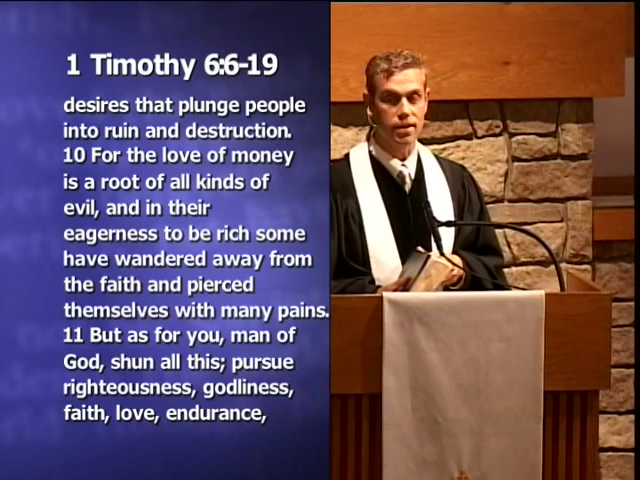 1 Timothy 6:6-19
desires that plunge people
into ruin and destruction.
10 For the love of money
is a root of all kinds of
evil, and in their
eagerness to be rich some
have wandered away from
the faith and pierced
themselves with many pains.
11 But as for you, man of
God, shun all this; pursue
righteousness, godliness,
faith, love, endurance,